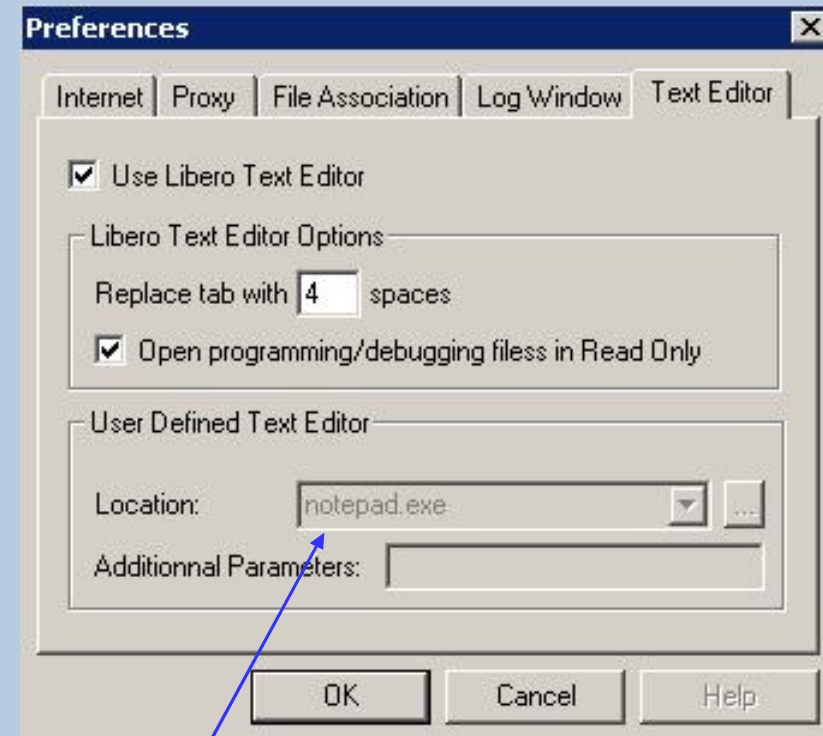 Preferences
Internet Proxy File Association Log Window Text Editor
Use Libero Text Editor
Libero Text Editor Options
Replace tab with 4 spaces
Open programming/debugging filess in Read Only
User Defined Text Editor
Location: notepad.exe ...
Additionnal Parameters:
OK Cancel Help